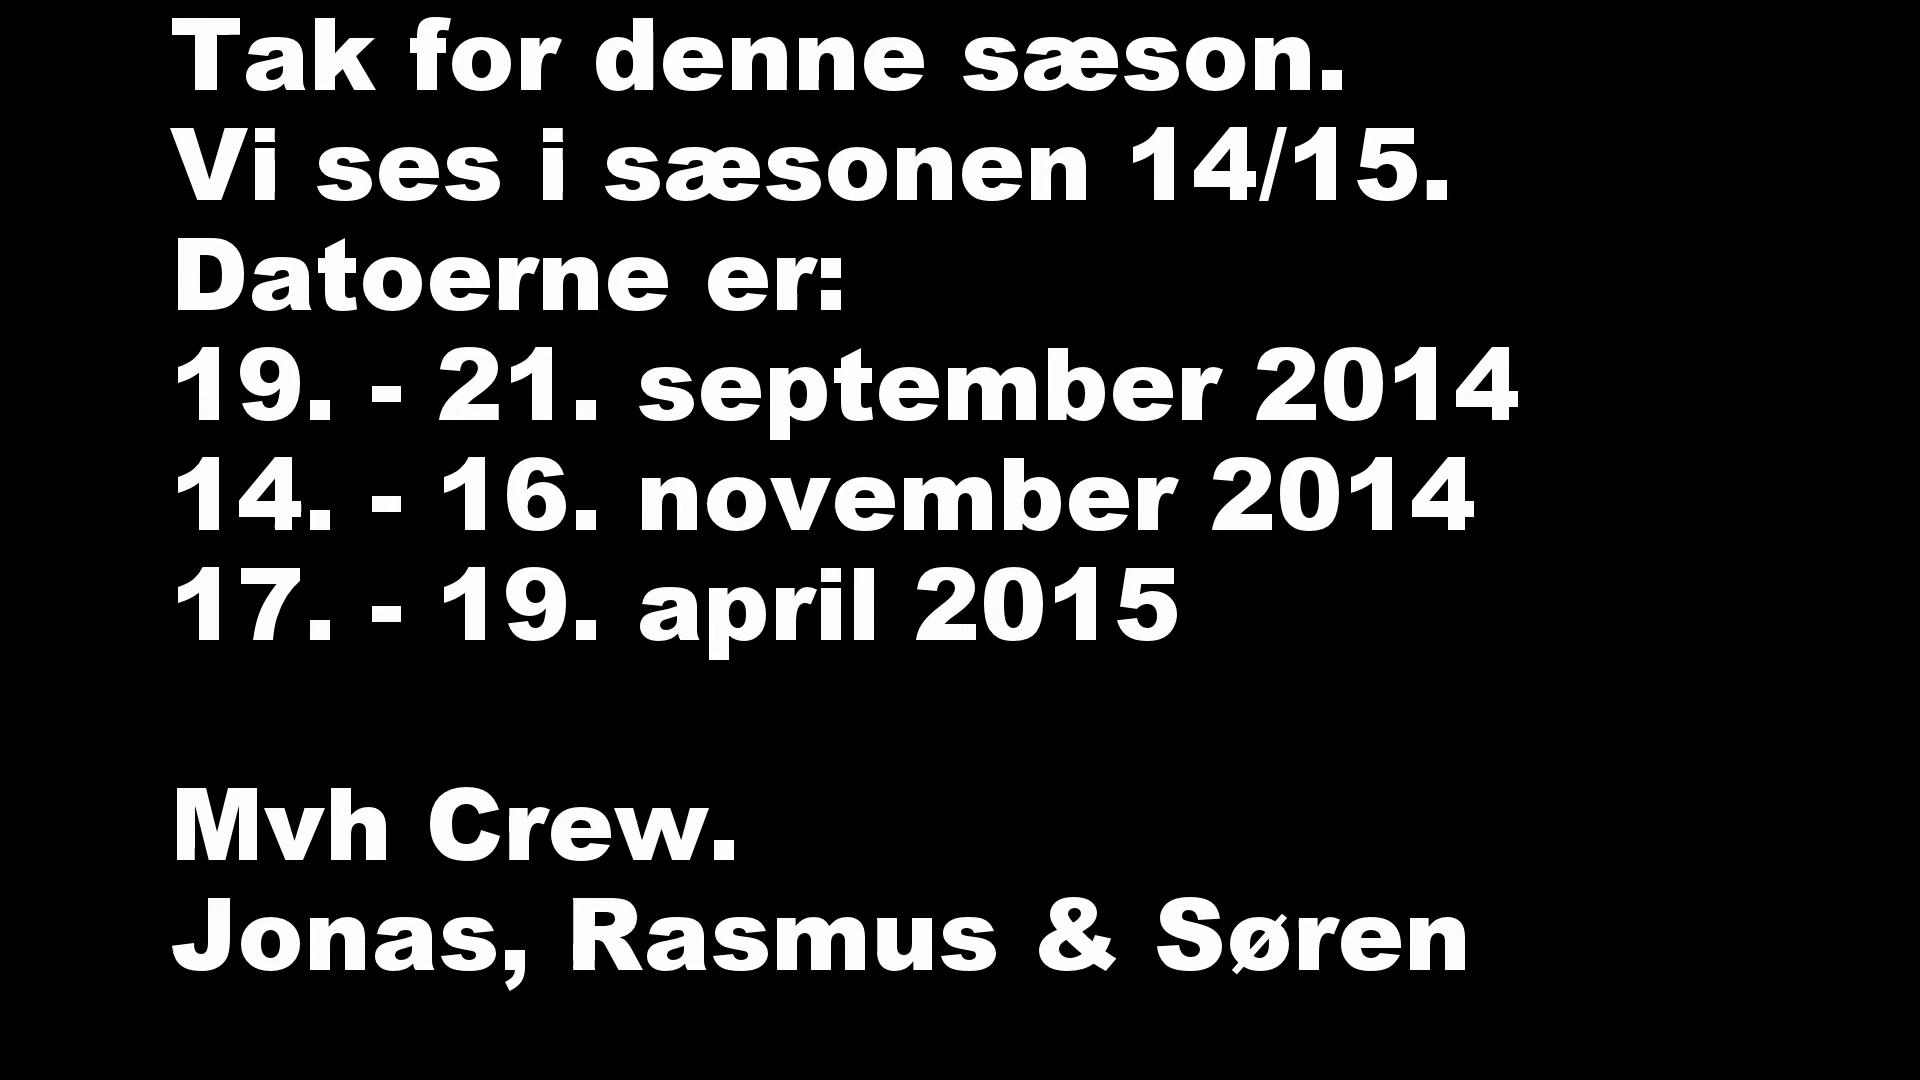 Tak for denne sæson.
Vi ses i sæsonen 14/15.
Datoerne er:
19. - 21. september 2014
14. - 16. november 2014
17. - 19. april 2015
Mvh Crew.
Jonas, Rasmus & Søren